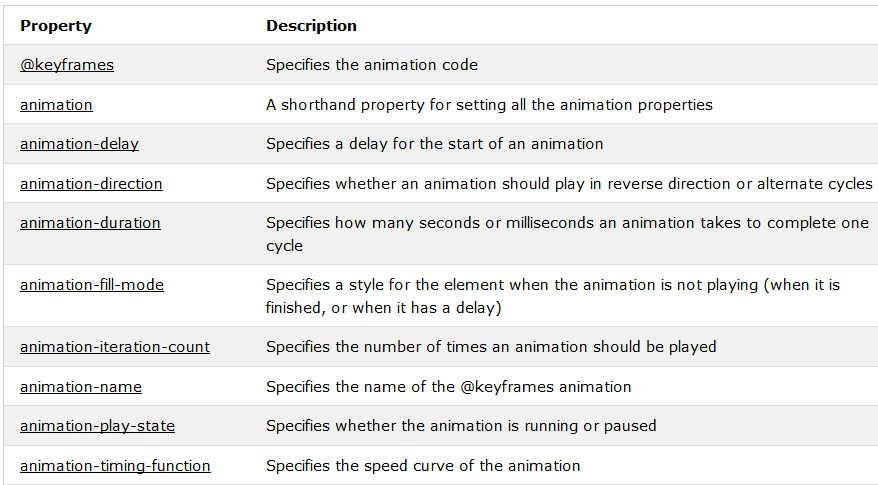 Property Description
@keyframes Specifies the animation code
animation A shorthand property for setting all the animation properties
animation-delay Specifies a delay for the start of an animation
animation-direction Specifies whether an animation should play in reverse direction or alternate cycles
animation-duration Specifies how many seconds or milliseconds an animation takes to complete one
cycle
animation-fill-mode Specifies a style for the element when the animation is not playing (when it is
finished, or when it has a delay)
animation-iteration-count Specifies the number of times an animation should be played
animation-name Specifies the name of the @keyframes animation
animation-play-state Specifies whether the animation is running or paused
animation-timing-function Specifies the speed curve of the animation